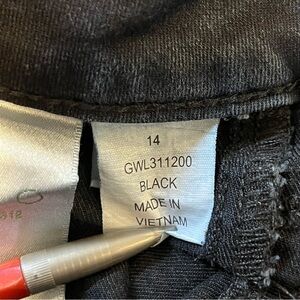 14
GWL311200
BLACK
MADE IN
VIETNAM